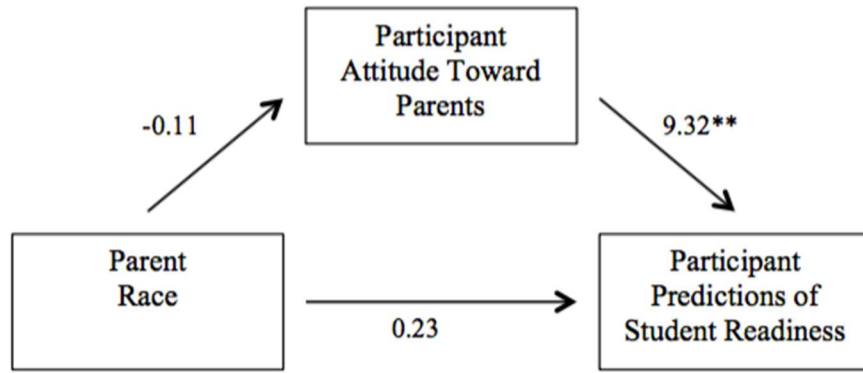 Participant
Attitude Toward
Parents
-0.11
9.32**
Parent
Race
0.23
Participant
Predictions of
Student Readiness